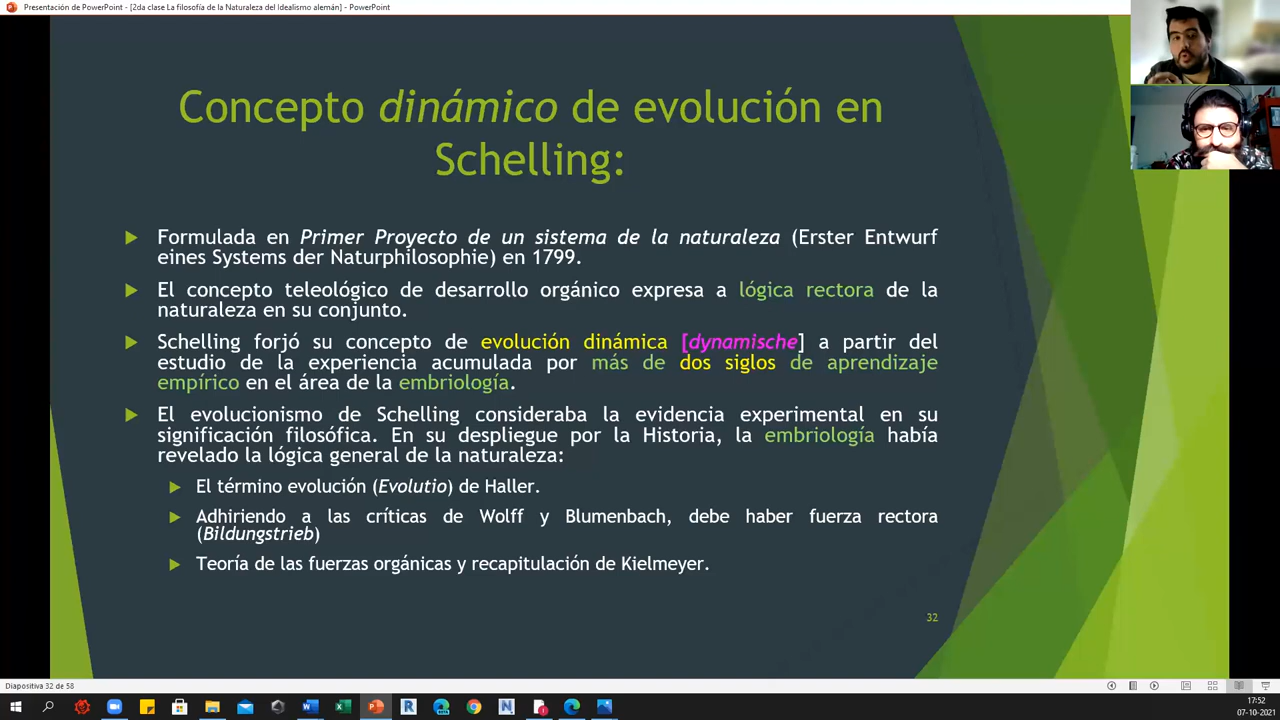 Presentación de PowerPoint - [2da clase La filosofía de la Naturaleza del Idealismo alemán] - PowerPoint
Concepto dinámico de evolución en
Schelling:
Formulada en Primer Proyecto de un sistema de la naturaleza (Erster Entwurf
eines Systems der Naturphilosophie) en 1799.
El concepto teleológico de desarrollo orgánico expresa a lógica rectora de la
naturaleza en su conjunto.
Schelling forjó su concepto de evolución dinámica [dynamische] a partir del
estudio de la experiencia acumulada por más de dos siglos de aprendizaje
empírico en el área de la embriología.
El evolucionismo de Schelling consideraba la evidencia experimental en su
significación filosófica. En su despliegue por la Historia, la embriología había
revelado la lógica general de la naturaleza:
El término evolución (Evolutio) de Haller.
Adhiriendo a las críticas de Wolff y Blumenbach, debe haber fuerza rectora
(Bildungstrieb)
Teoría de las fuerzas orgánicas y recapitulación de Kielmeyer.
32
Diapositiva 32 de 58
17:52
07-10-2021